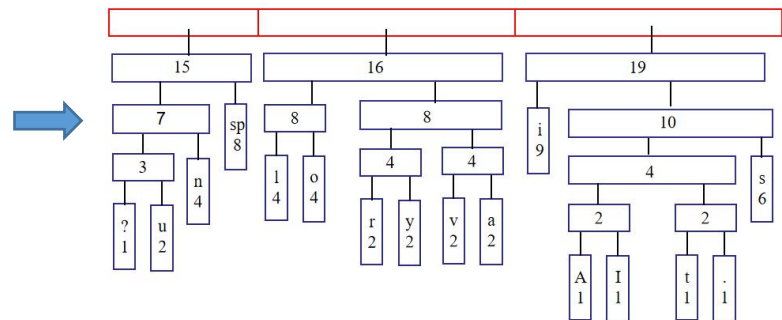 15 16 19
7 sp 8 8 8 i 9 10
3 n 4 l 4 o 4 4 4 4 s 6
? 1 u 2 r 2 y 2 v 2 a 2 2 2
A 1 I 1 t 1 . 1